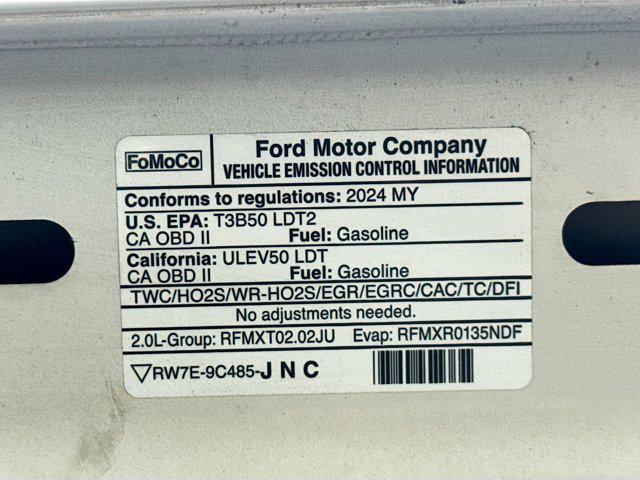 FoMoCo
Ford Motor Company
VEHICLE EMISSION CONTROL INFORMATION
Conforms to regulations: 2024 MY
U.S. EPA: T3B50 LDT2
CA OBD II Fuel: Gasoline
California: ULEV50 LDT
CA OBD II Fuel: Gasoline
TWC/HO2S/WR-HO2S/EGR/EGRC/CAC/TC/DFI
No adjustments needed.
2.0L-Group: RFMXT02.02JU Evap: RFMXR0135NDF
RW7E-9C485-J N C